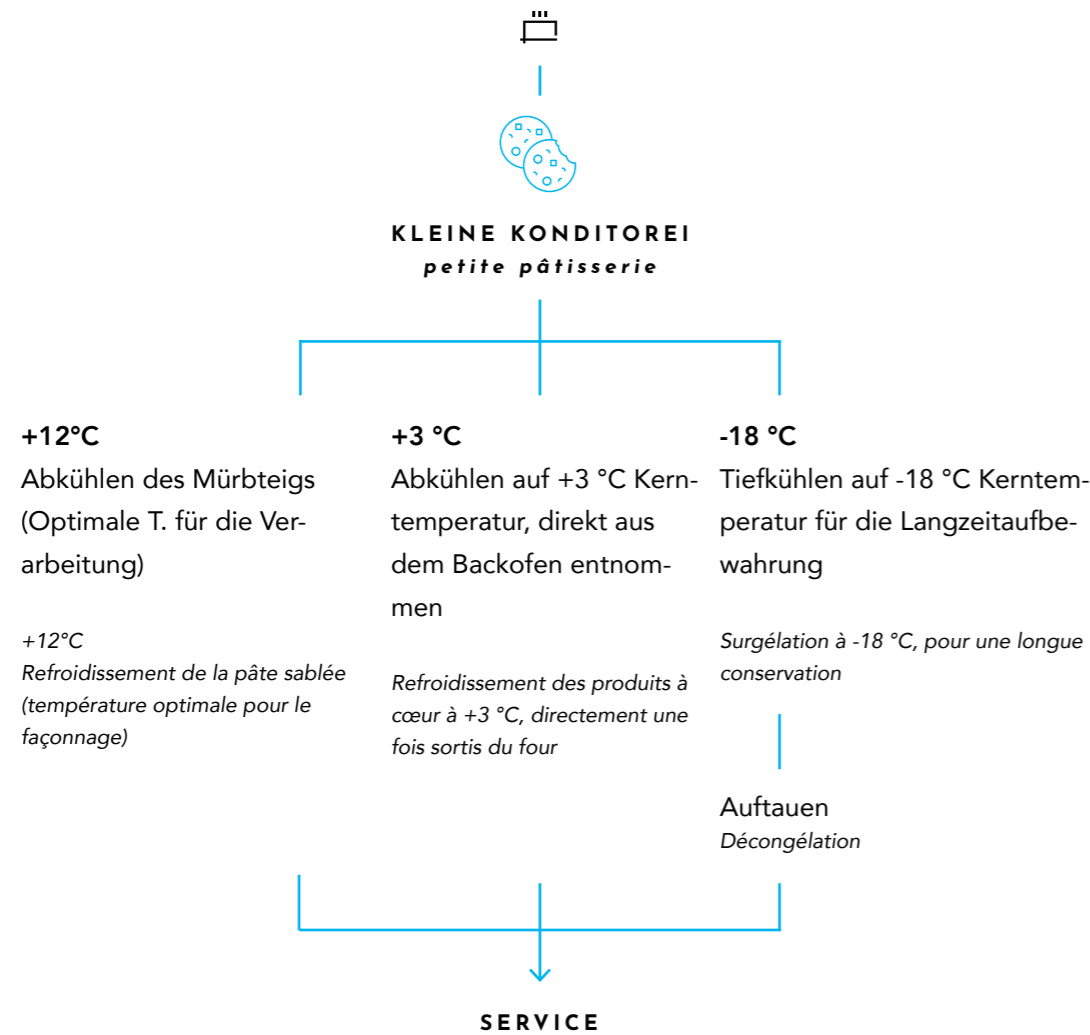 KLEINE KONDITOREI
petite pâtisserie
+12°C
Abkühlen des Mürbteigs
(Optimale T. für die Ver-
arbeitung)
+12°C
Refroidissement de la pâte sablée
(température optimale pour le
façonnage)
+3 °C
Abkühlen auf +3 °C Kern-
temperatur, direkt aus
dem Backofen entnom-
men
Refroidissement des produits à
cœur à +3 °C, directement une
fois sortis du four
-18 °C
Tiefkühlen auf -18 °C Kerntem-
peratur für die Langzeitaufbe-
wahrung
Surgélation à -18 °C, pour une longue
conservation
Auftauen
Décongélation
SERVICE